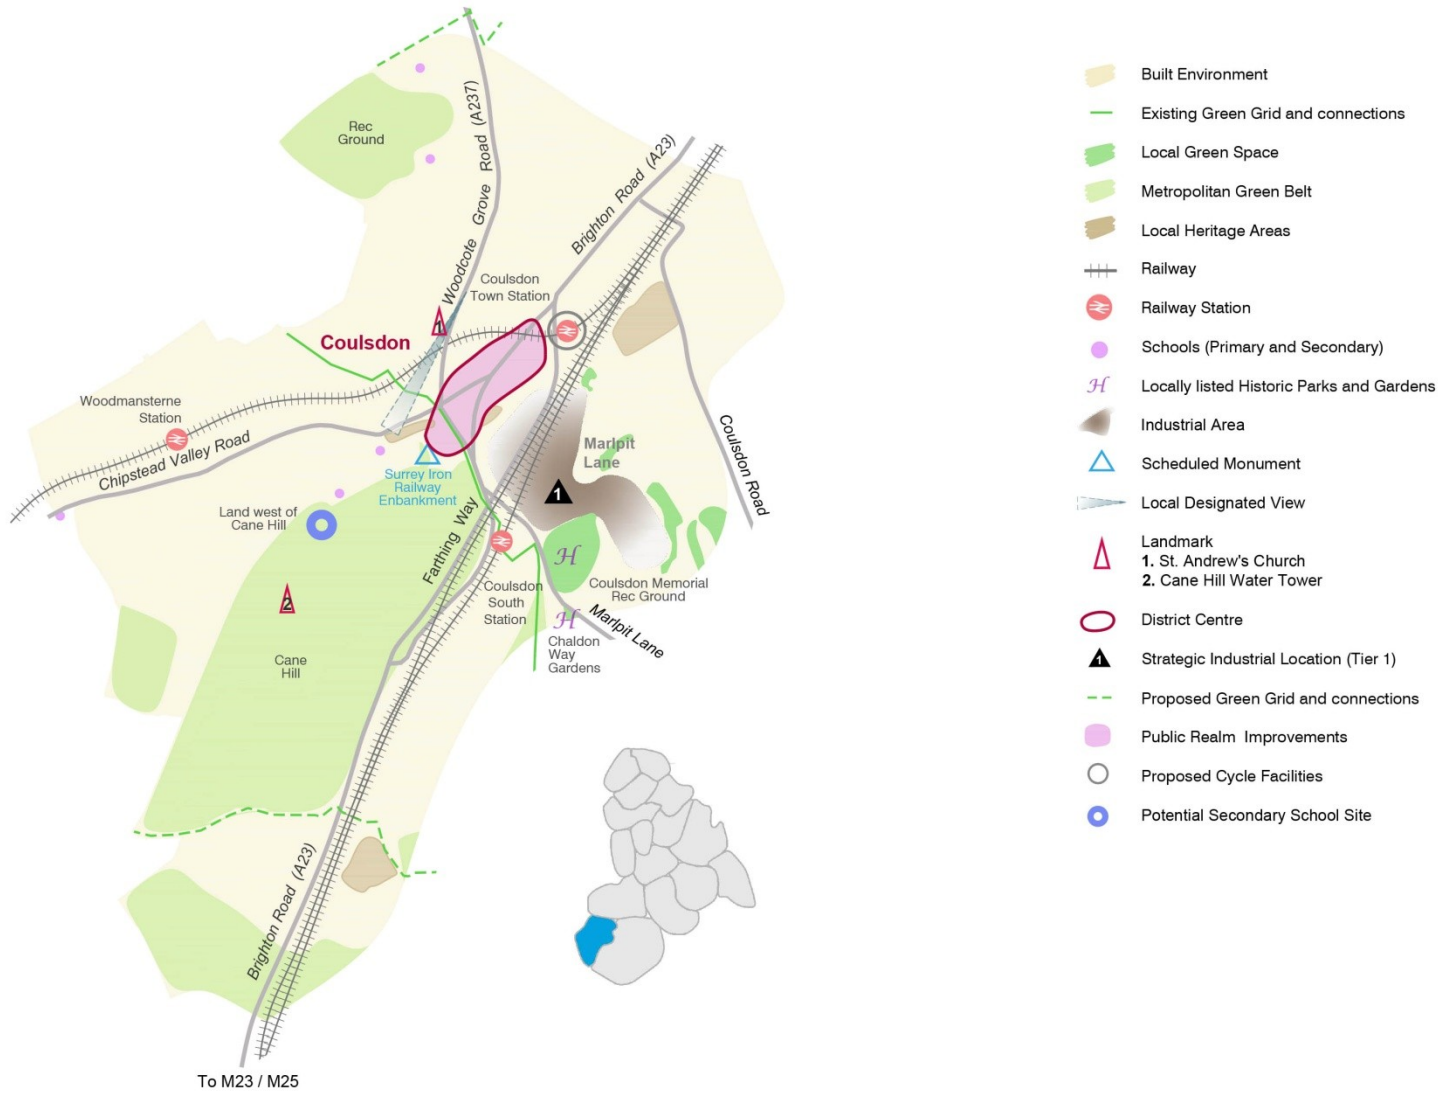 Rec
Ground
Woodcote Grove Road (A237)
Brighton Road (A23)
Coulsdon
Town Station
1
Coulsdon
Woodmansterne
Station
Chipstead Valley Road
Coulsdon Road
Marlpit
Lane
Surrey Iron
Railway
Enbankment
1
Land west of
Cane Hill
Farthing Way
H
2
Coulsdon
South
Station
Coulsdon Memorial
Rec Ground
H
Marlpit Lane
Chaldon
Way
Gardens
Cane
Hill
Brighton Road (A23)
To M23 / M25
Built Environment
Existing Green Grid and connections
Local Green Space
Metropolitan Green Belt
Local Heritage Areas
Railway
Railway Station
Schools (Primary and Secondary)
H Locally listed Historic Parks and Gardens
Industrial Area
Scheduled Monument
Local Designated View
Landmark
1. St. Andrew's Church
2. Cane Hill Water Tower
District Centre
1 Strategic Industrial Location (Tier 1)
Proposed Green Grid and connections
Public Realm Improvements
Proposed Cycle Facilities
Potential Secondary School Site